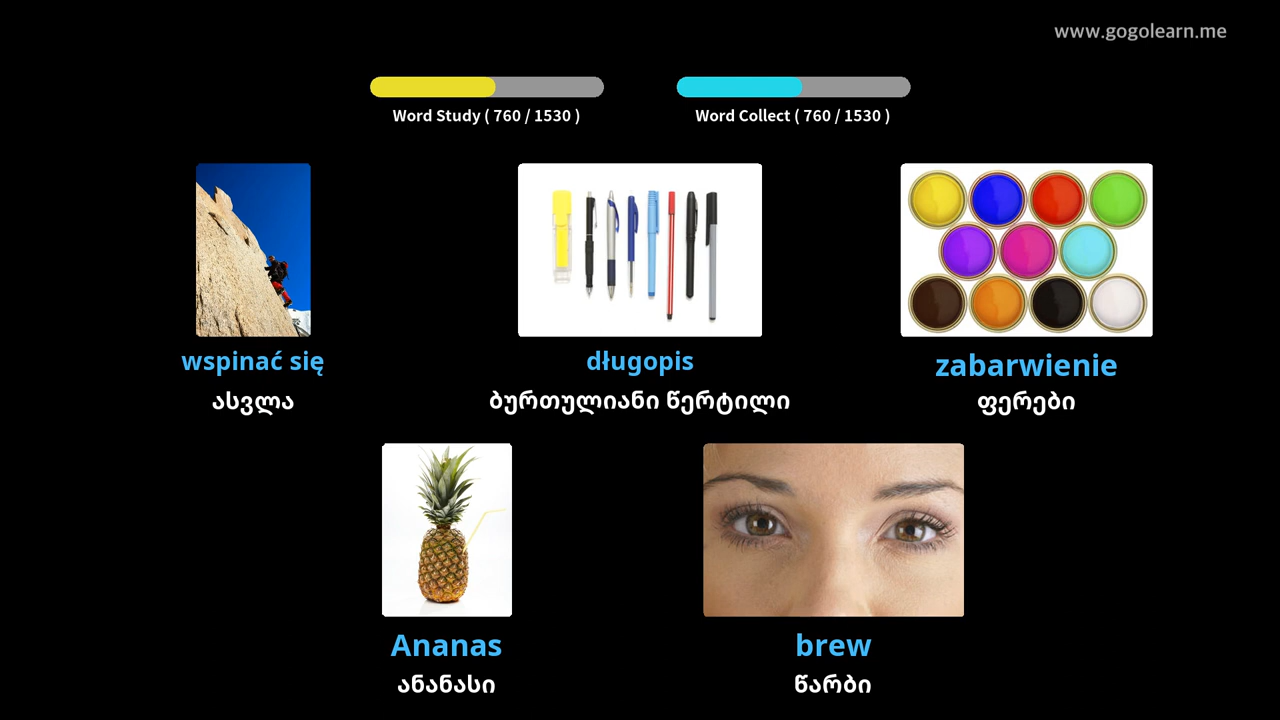 www.gogolearn.me
Word Study ( 760 / 1530 )
Word Collect ( 760 / 1530 )
wspinać się
ასვლა
długopis
ბურთულიანი წერტილი
zabarwienie
ფერები
Ananas
ანანასი
brew
წარბი